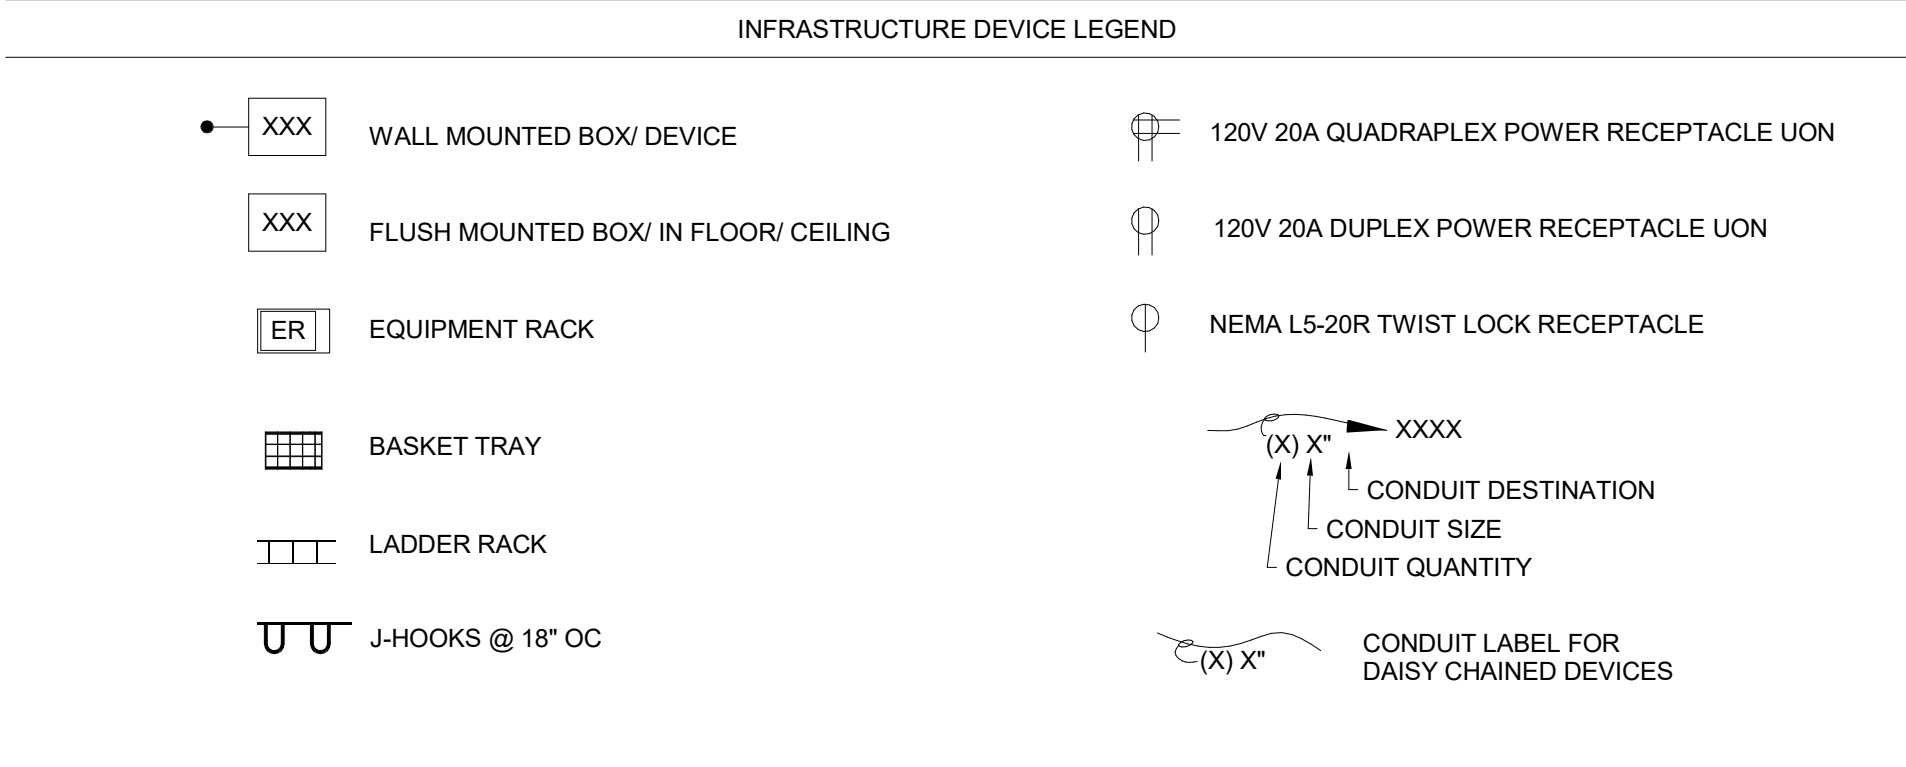 INFRASTRUCTURE DEVICE LEGEND
XXX
WALL MOUNTED BOX/ DEVICE
XXX
FLUSH MOUNTED BOX/ IN FLOOR/ CEILING
ER
EQUIPMENT RACK
BASKET TRAY
LADDER RACK
J-HOOKS @ 18" OC
120V 20A QUADRAPLEX POWER RECEPTACLE UON
120V 20A DUPLEX POWER RECEPTACLE UON
NEMA L5-20R TWIST LOCK RECEPTACLE
XXXX
(X) X"
CONDUIT DESTINATION
CONDUIT SIZE
CONDUIT QUANTITY
(X) X"
CONDUIT LABEL FOR
DAISY CHAINED DEVICES